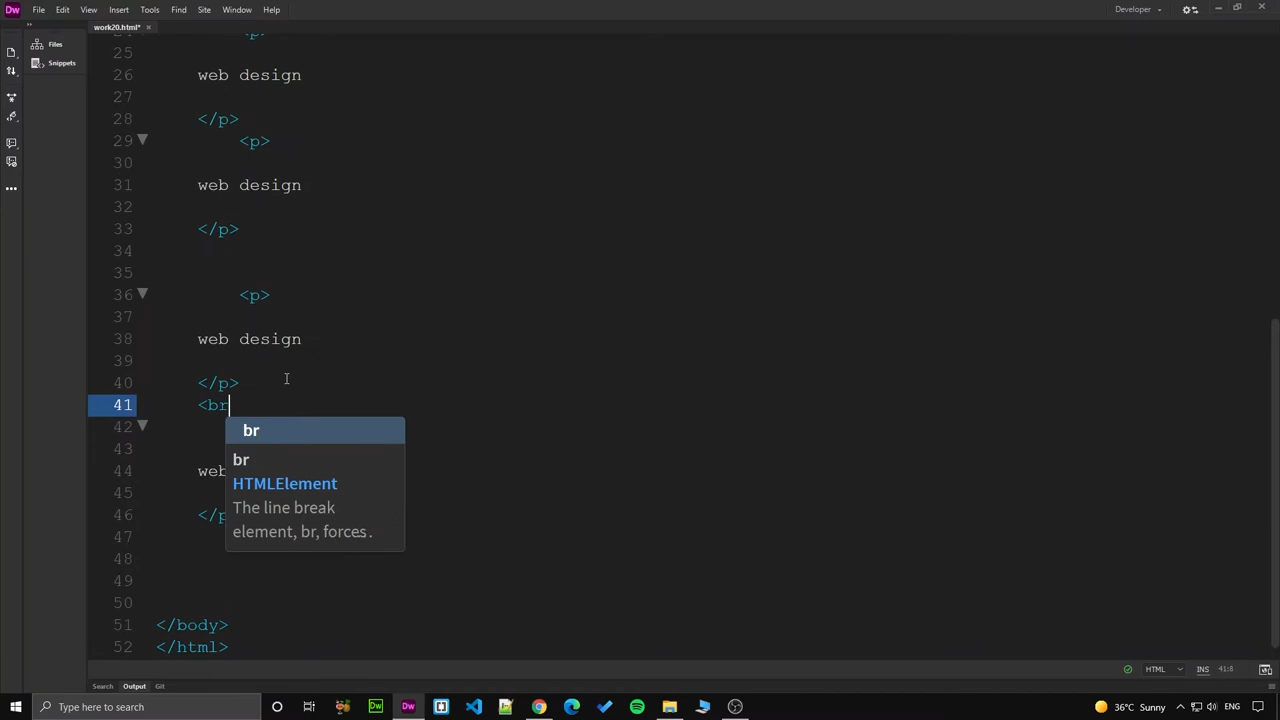 Dw File Edit View Insert Tools Find Site Window Help Developer
work20.html*
Files
Snippets
24 <p>
25
26 web design
27
28 </p>
29 <p>
30
31 web design
32
33 </p>
34
35
36 <p>
37
38 web design
39
40 </p>
41 <br
42
43
44 web
45
46 </p
47
48
49
50
51 </body>
52 </html>
br
br
HTMLElement
The line break
element, br, forces…
HTML INS 41:8
Search Output Git
Type here to search
36°C Sunny ENG